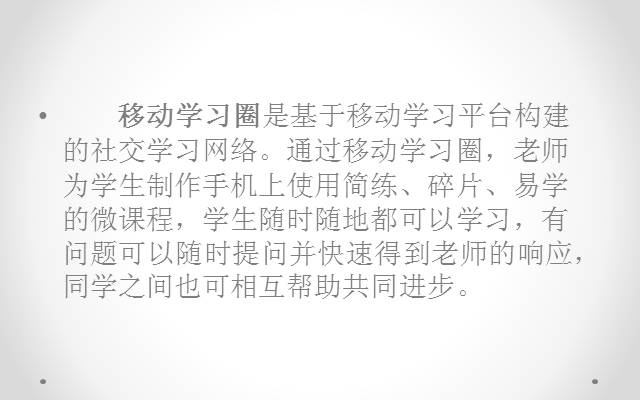 • 移动学习圈是基于移动学习平台构建
的社交学习网络。通过移动学习圈，老师
为学生制作手机上使用简练、碎片、易学
的微课程，学生随时随地都可以学习，有
问题可以随时提问并快速得到老师的响应，
同学之间也可相互帮助共同进步。